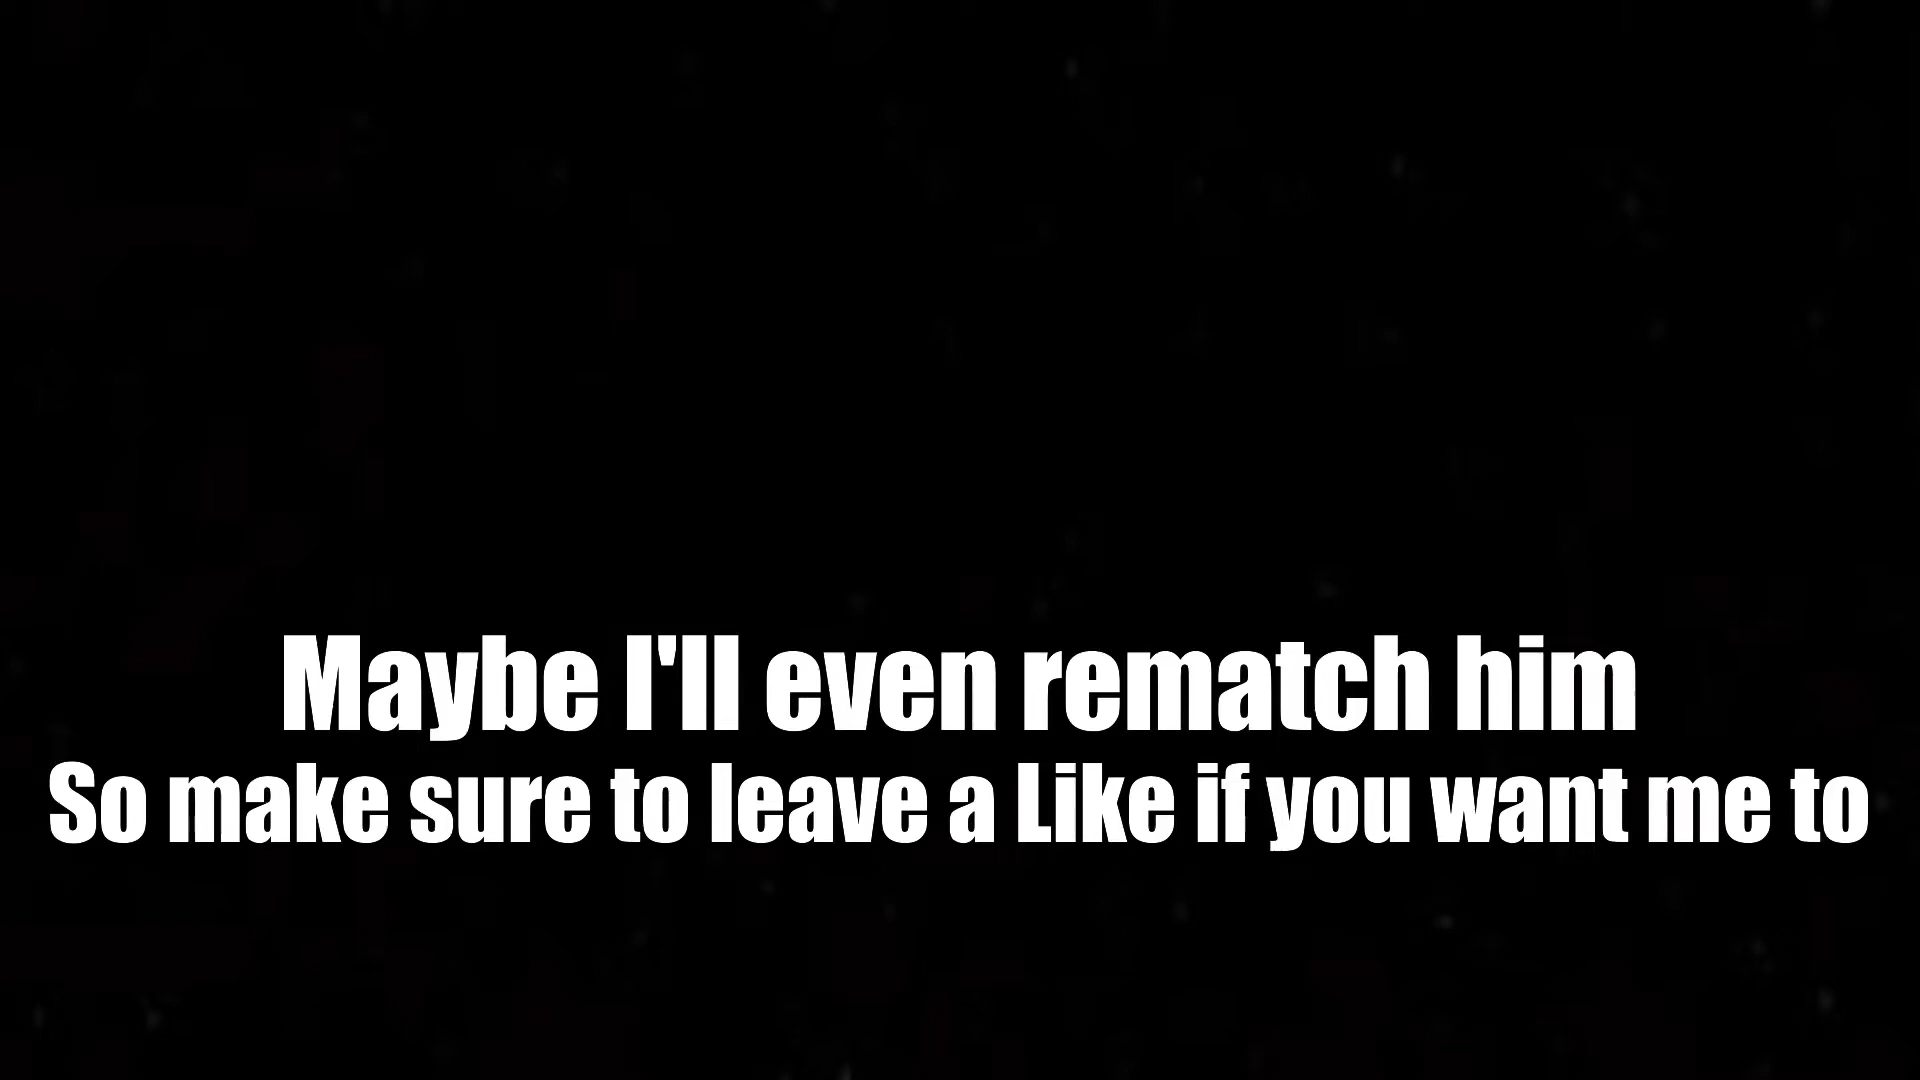 Maybe I'll even rematch him
So make sure to leave a Like if you want me to